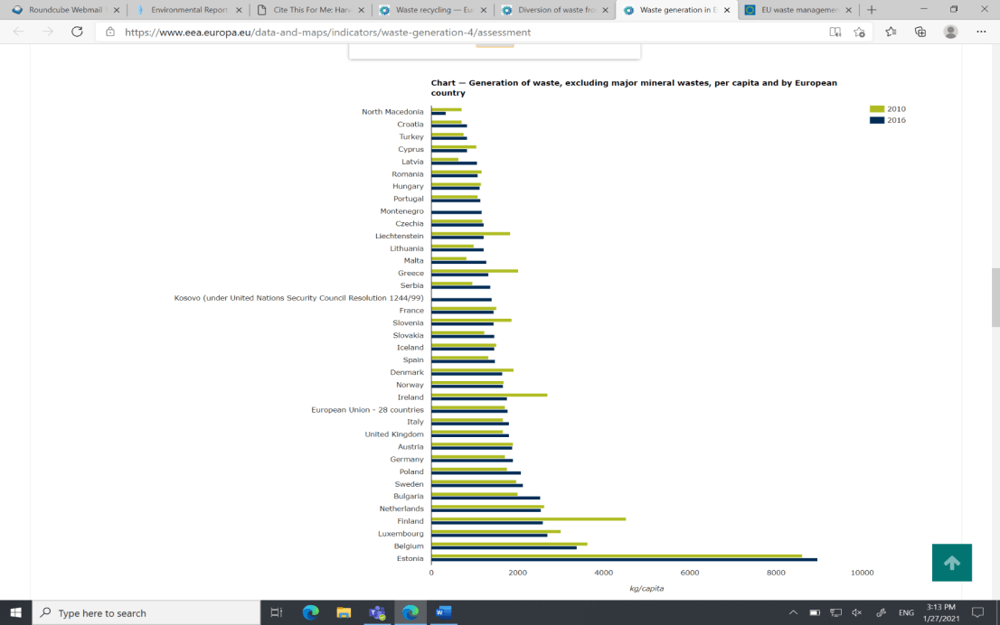 Roundcube Webmail
Environmental Report
Cite This For Me: Harv
Waste recycling — Eur
Diversion of waste fro
Waste generation in E
EU waste managemen
https://www.eea.europa.eu/data-and-maps/indicators/waste-generation-4/assessment
Chart — Generation of waste, excluding major mineral wastes, per capita and by European
country
2010
2016
North Macedonia
Croatia
Turkey
Cyprus
Latvia
Romania
Hungary
Portugal
Montenegro
Czechia
Liechtenstein
Lithuania
Malta
Greece
Serbia
Kosovo (under United Nations Security Council Resolution 1244/99)
France
Slovenia
Slovakia
Iceland
Spain
Denmark
Norway
Ireland
European Union - 28 countries
Italy
United Kingdom
Austria
Germany
Poland
Sweden
Bulgaria
Netherlands
Finland
Luxembourg
Belgium
Estonia
0 2000 4000 6000 8000 10000
kg/capita
Type here to search
ENG
3:13 PM
1/27/2021